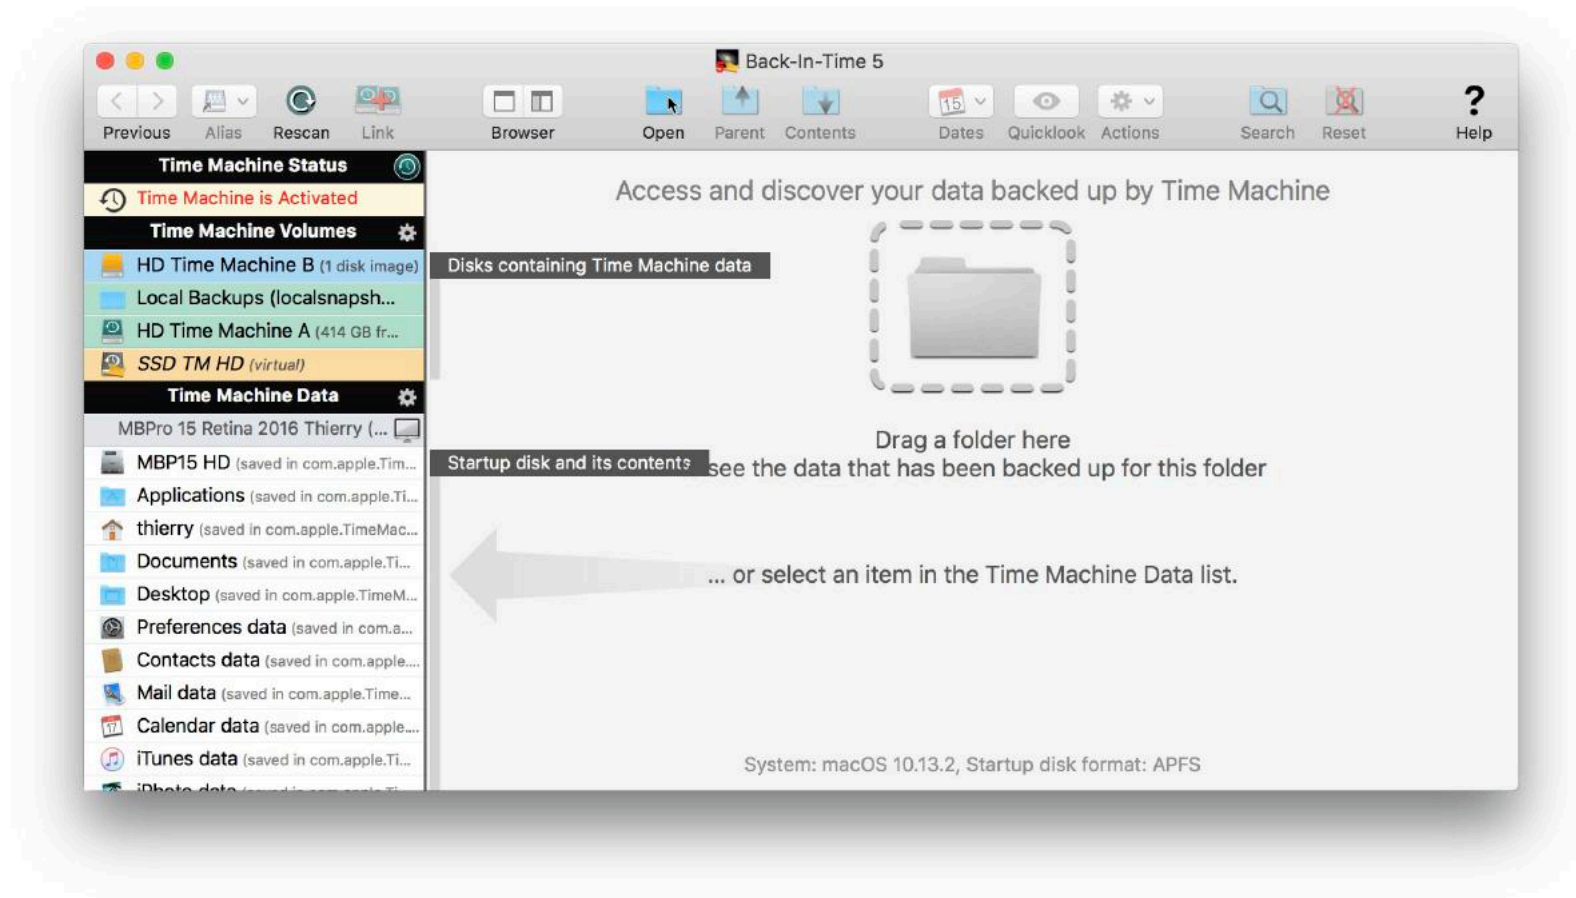 Back-In-Time 5
15
Previous Alias Rescan Link Browser Open Parent Contents Dates Quicklook Actions Search Reset Help
?
Time Machine Status
Time Machine is Activated
Time Machine Volumes
HD Time Machine B (1 disk image)
Local Backups (localsnapsh...
HD Time Machine A (414 GB fr...
SSD TM HD (virtual)
Time Machine Data
MBPro 15 Retina 2016 Thierry (...
MBP15 HD (saved in com.apple.Tim...
Applications (saved in com.apple.Ti...
thierry (saved in com.apple.TimeMac...
Documents (saved in com.apple.Ti...
Desktop (saved in com.apple.TimeM...
Preferences data (saved in com.a...
Contacts data (saved in com.apple....
Mail data (saved in com.apple.Time...
17
Calendar data (saved in com.apple....
iTunes data (saved in com.apple.Ti...
iPhoto data
Access and discover your data backed up by Time Machine
Disks containing Time Machine data
Drag a folder here
Startup disk and its contents
see the data that has been backed up for this folder
... or select an item in the Time Machine Data list.
System: macOS 10.13.2, Startup disk format: APFS